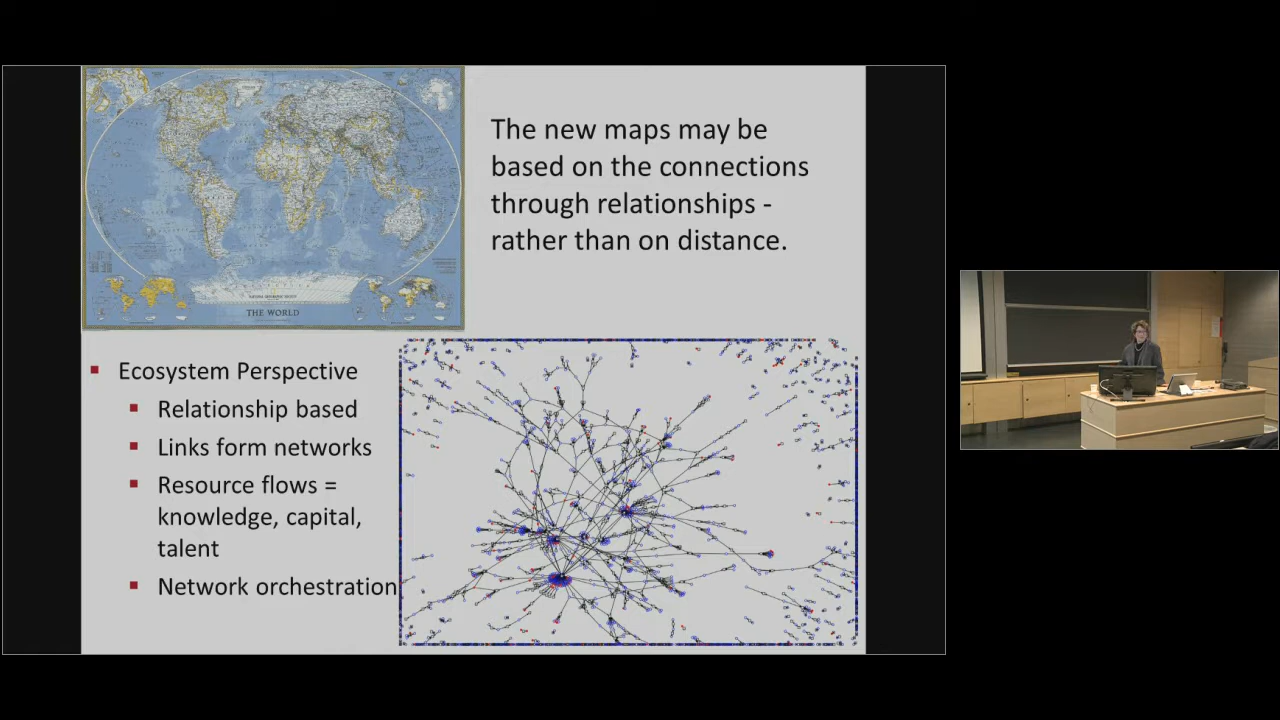 The new maps may be
based on the connections
through relationships -
rather than on distance.
THE WORLD
Ecosystem Perspective
Relationship based
Links form networks
Resource flows =
knowledge, capital,
talent
Network orchestration